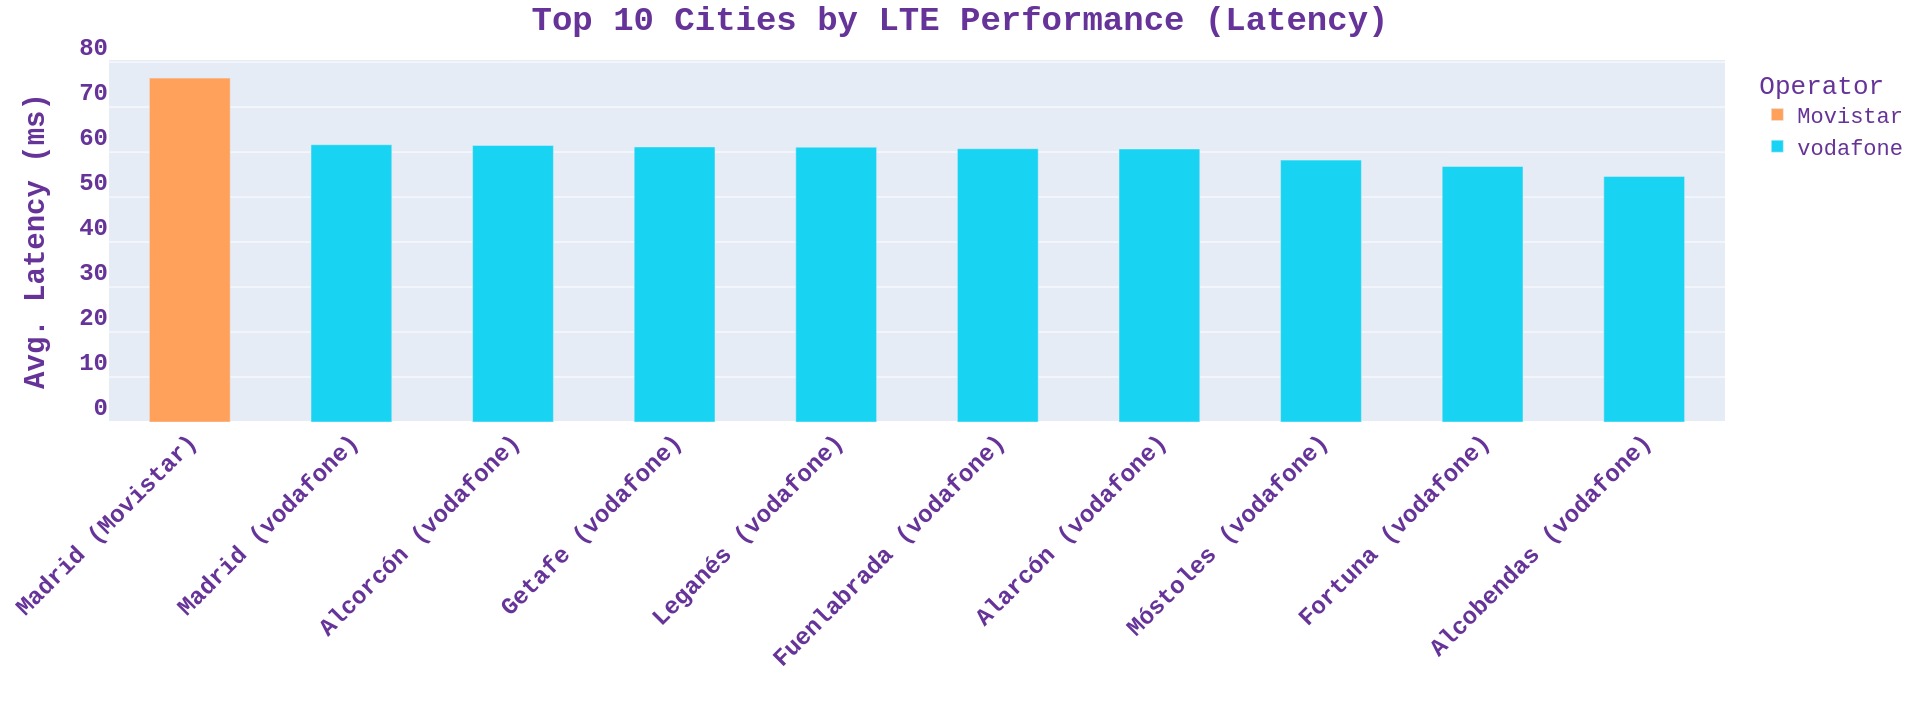 Top 10 Cities by LTE Performance (Latency)
Avg. Latency (ms)
80
70
60
50
40
30
20
10
0
Madrid (Movistar)
Madrid (vodafone)
Alcorcón (vodafone)
Getafe (vodafone)
Leganés (vodafone)
Fuenlabrada (vodafone)
Alarcón (vodafone)
Móstoles (vodafone)
Fortuna (vodafone)
Alcobendas (vodafone)
Operator
Movistar
vodafone